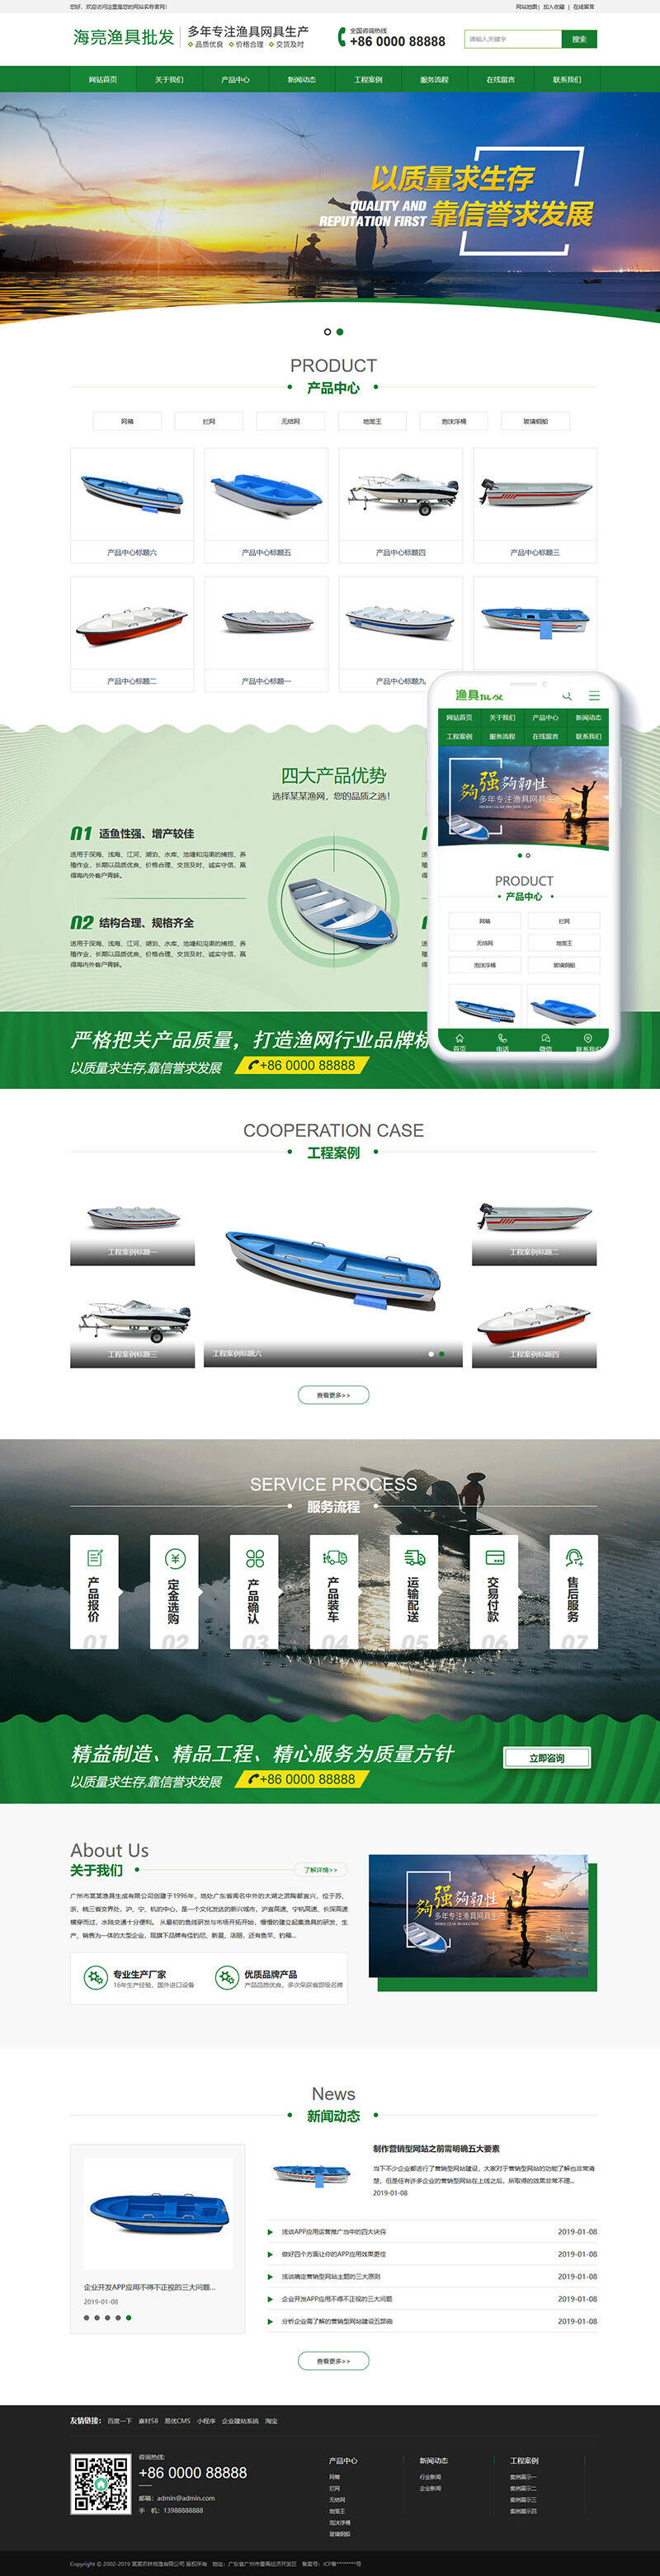 您好，欢迎访问这里是您的网站名称官网！
网站地图 | 加入收藏 | 在线留言
海亮渔具批发
多年专注渔具网具生产
品质优良 价格合理 交货及时
全国咨询热线
+86 0000 88888
请输入关键字
搜索
网站首页 关于我们 产品中心 新闻动态 工程案例 服务流程 在线留言 联系我们
以质量求生存
QUALITY AND
REPUTATION FIRST
靠信誉求发展
PRODUCT
产品中心
网箱 拦网 无结网 地笼王 泡沫浮桶 玻璃钢船
产品中心标题六 产品中心标题五 产品中心标题四 产品中心标题三
产品中心标题二 产品中心标题一 产品中心标题九
渔具批发
网站首页 关于我们 产品中心 新闻动态
工程案例 服务流程 在线留言 联系我们
够强够韧性
多年专注渔具网具生产
PRODUCT
产品中心
网箱 拦网
无结网 地笼王
泡沫浮桶 玻璃钢船
首页 电话 微信 联系我们
四大产品优势
选择某某渔网，您的品质之选！
01 适鱼性强、增产较佳
适用于深海、浅海、江河、湖泊、水库、池塘和沟渠的捕捞、养
殖作业，长期以品质优良、价格合理、交货及时、诚实守信，赢
得海内外客户青睐。
02 结构合理、规格齐全
适用于深海、浅海、江河、湖泊、水库、池塘和沟渠的捕捞、养
殖作业，长期以品质优良、价格合理、交货及时、诚实守信，赢
得海内外客户青睐。
严格把关产品质量，打造渔网行业品牌标
以质量求生存,靠信誉求发展
+86 0000 88888
COOPERATION CASE
工程案例
工程案例标题一
工程案例标题二
工程案例标题三
工程案例标题六
工程案例标题四
查看更多>>
SERVICE PROCESS
服务流程
产品报价 定金选购 产品确认 产品装车 运输配送 交易付款 售后服务
01 02 03 04 05 06 07
精益制造、精品工程、精心服务为质量方针
以质量求生存,靠信誉求发展
+86 0000 88888
立即咨询
About Us
关于我们
了解详情>>
广州市某某渔具生成有限公司创建于1996年，地处广东省闻名中外的太湖之滨陶都宜兴，位于苏、
浙、皖三省交界处，沪、宁、杭的中心，是一个文化发达的新兴城市，沪宜高速、宁杭高速、长深高速
横穿而过，水陆交通十分便利。 从最初的鱼线研发与市场开拓开始，慢慢的建立起集渔具的研发、生
产、销售为一体的大型企业，现旗下品牌有佳钓尼、新晨、活丽，还有鱼竿、钓箱...
专业生产厂家
16年生产经验，国外进口设备
优质品牌产品
产品品质优良，多次荣获省部级名牌
够强够韧性
多年专注渔具网具生产
FISHING GEAR PRODUCTION
News
新闻动态
企业开发APP应用不得不正视的三大问题...
2019-01-08
制作营销型网站之前需明确五大要素
当下不少企业都进行了营销型网站建设，大家对于营销型网站的功能了解也非常清
楚，但是任有许多企业的营销型网站在上线之后，所取得的效果非常不理...
2019-01-08
浅谈APP应用运营推广当中的四大诀窍 2019-01-08
做好四个方面让你的APP应用效果更佳 2019-01-08
浅谈确定营销型网站主题的三大原则 2019-01-08
企业开发APP应用不得不正视的三大问题 2019-01-08
分析企业需了解的营销型网站建设五部曲 2019-01-08
查看更多>>
友情链接： 百度一下 素材58 易优CMS 小程序 企业建站系统 淘宝
咨询热线:
+86 0000 88888
邮箱：admin@admin.com
手 机：13988888888
产品中心
网箱
拦网
无结网
地笼王
泡沫浮桶
玻璃钢船
新闻动态
行业新闻
企业新闻
工程案例
案例展示一
案例展示二
案例展示三
案例展示四
Copyright © 2002-2019 某某农林牧渔有限公司 版权所有 地址：广东省广州市番禺经济开发区 备案号：ICP备********号